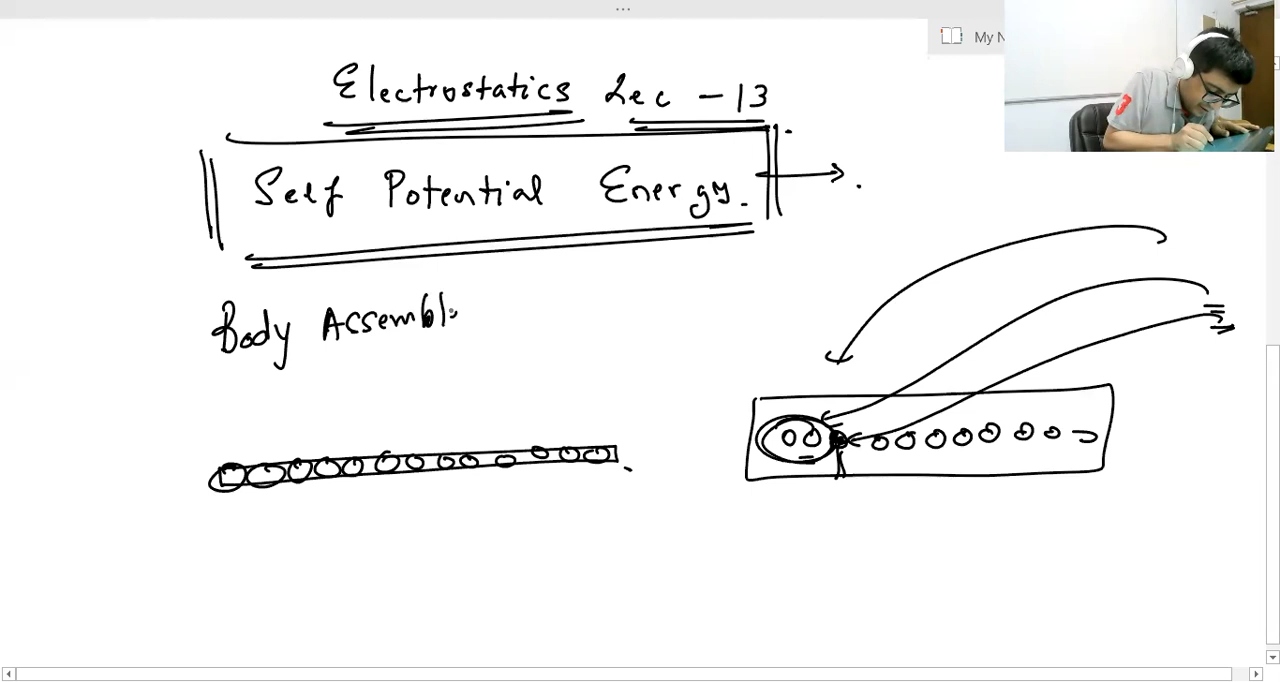 My N
Electrostatics Lec - 13
Self Potential Energy.
Body Assembl